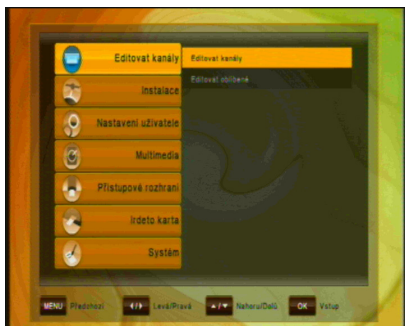 Editovat kanály
Instalace
Nastavení uživatele
Multimedia
Přístupové rozhraní
Irdeto karta
Systém
Editovat kanály
Editovat oblíbené
MENU Předchozí
Levá/Pravá
Nahoru/Dolů
OK Vstup